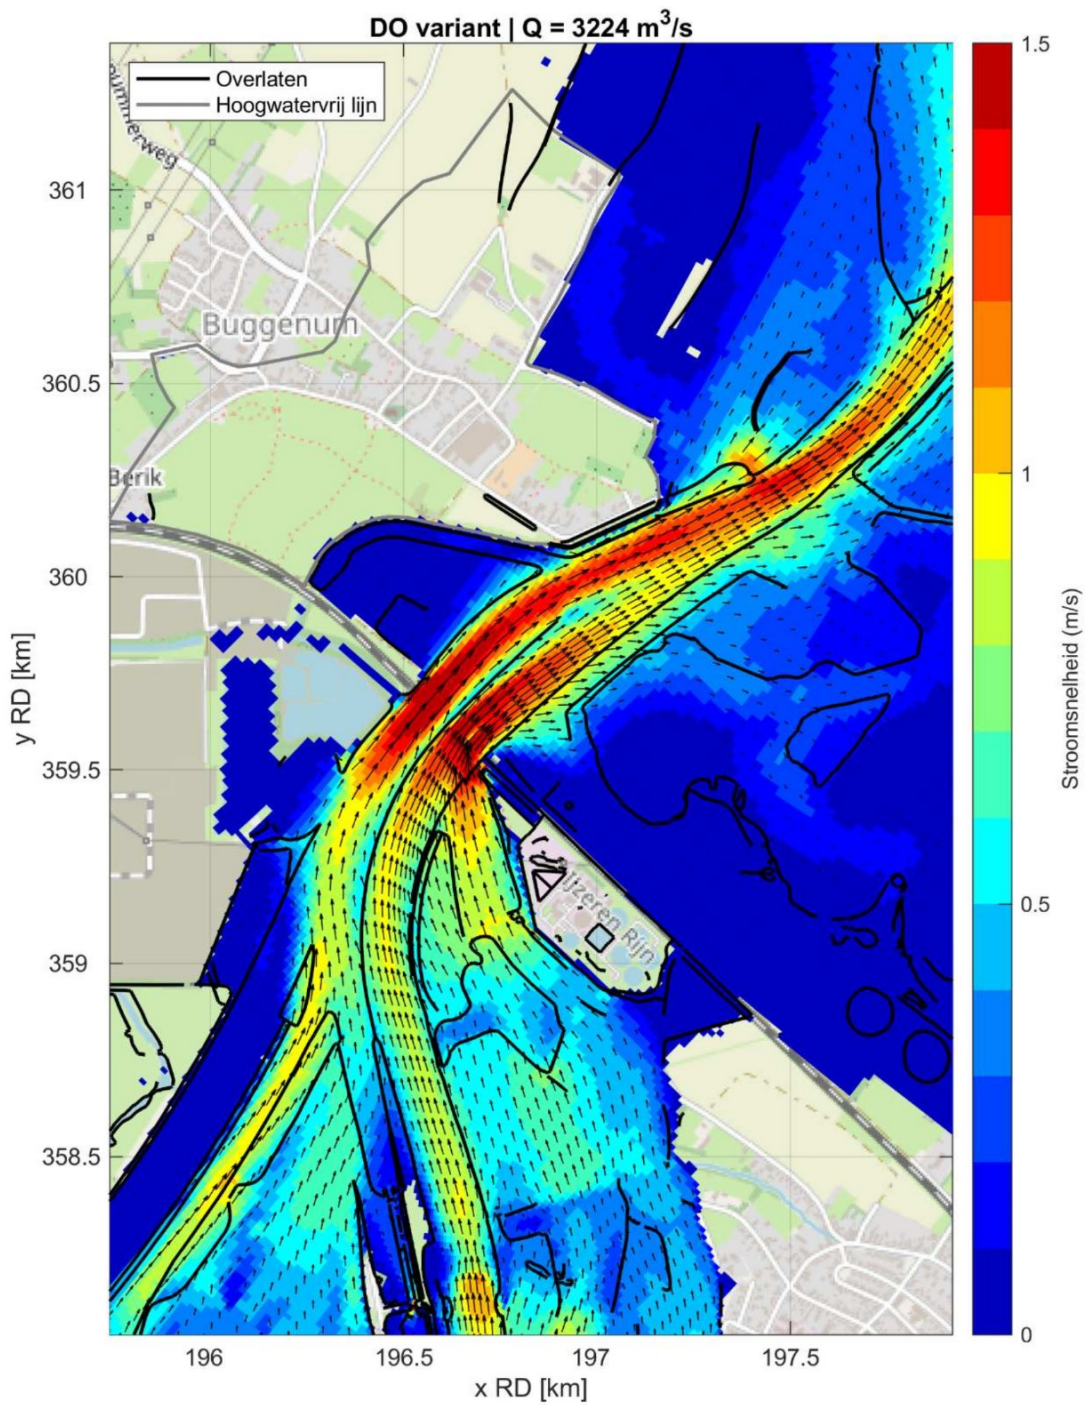 DO variant | Q = 3224 m³/s
Overlaten
Hoogwatervrij lijn
Buggenum
Berik
IJzeren Rijn
361
360.5
360
359.5
359
358.5
y RD [km]
196
196.5
197
197.5
x RD [km]
1.5
1
0.5
0
Stroomsnelheid (m/s)